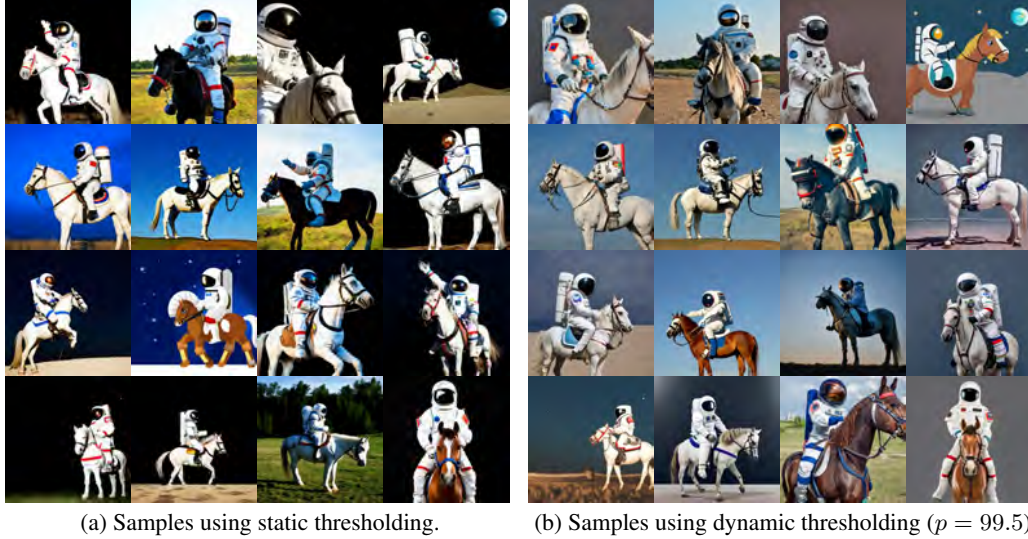 (a) Samples using static thresholding.
(b) Samples using dynamic thresholding (p = 99.5)